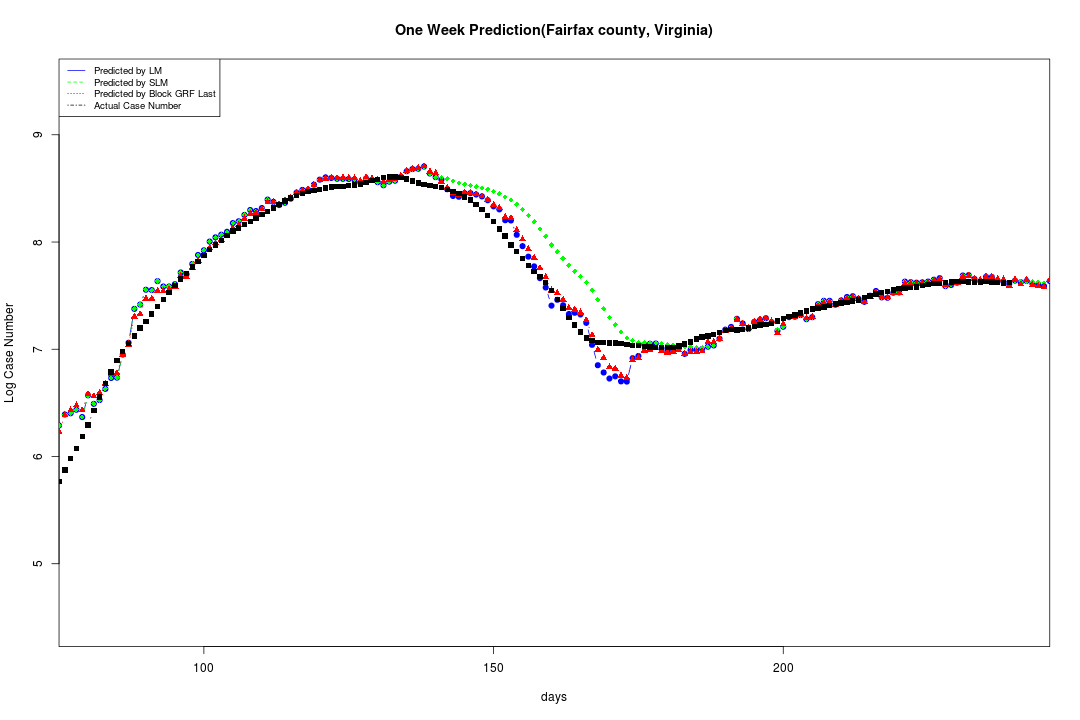 One Week Prediction(Fairfax county, Virginia)
Predicted by LM
Predicted by SLM
Predicted by Block GRF Last
Actual Case Number
9
8
7
6
5
Log Case Number
100
150
200
days